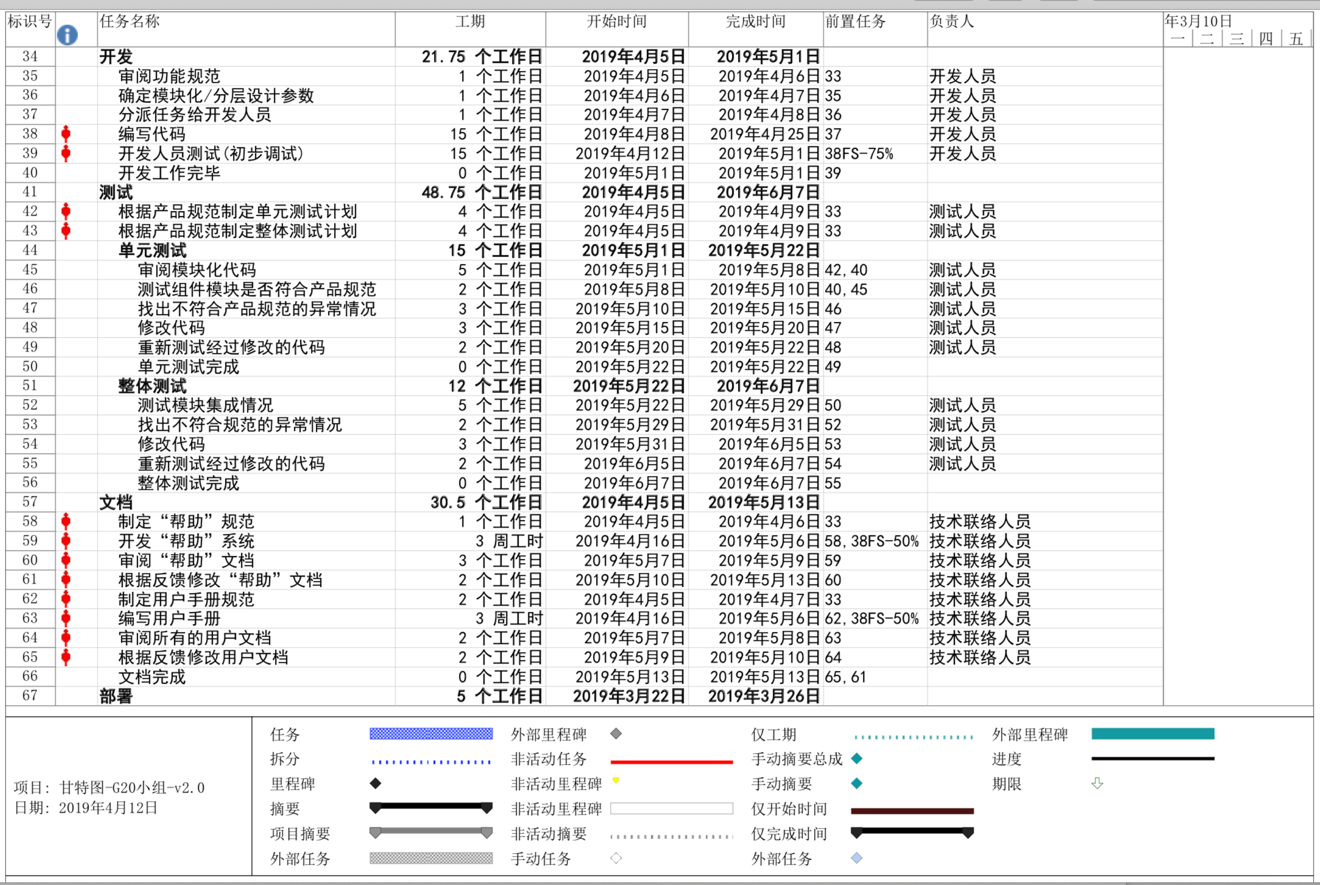 标识号 任务名称 工期 开始时间 完成时间 前置任务 负责人 年3月10日
一 二 三 四 五
34 开发 21.75 个工作日 2019年4月5日 2019年5月1日
35 审阅功能规范 1 个工作日 2019年4月5日 2019年4月6日 33 开发人员
36 确定模块化/分层设计参数 1 个工作日 2019年4月6日 2019年4月7日 35 开发人员
37 分派任务给开发人员 1 个工作日 2019年4月7日 2019年4月8日 36 开发人员
38 编写代码 15 个工作日 2019年4月8日 2019年4月25日 37 开发人员
39 开发人员测试(初步调试) 15 个工作日 2019年4月12日 2019年5月1日 38FS-75% 开发人员
40 开发工作完毕 0 个工作日 2019年5月1日 2019年5月1日 39
41 测试 48.75 个工作日 2019年4月5日 2019年6月7日
42 根据产品规范制定单元测试计划 4 个工作日 2019年4月5日 2019年4月9日 33 测试人员
43 根据产品规范制定整体测试计划 4 个工作日 2019年4月5日 2019年4月9日 33 测试人员
44 单元测试 15 个工作日 2019年5月1日 2019年5月22日
45 审阅模块化代码 5 个工作日 2019年5月1日 2019年5月8日 42,40 测试人员
46 测试组件模块是否符合产品规范 2 个工作日 2019年5月8日 2019年5月10日 40,45 测试人员
47 找出不符合产品规范的异常情况 3 个工作日 2019年5月10日 2019年5月15日 46 测试人员
48 修改代码 3 个工作日 2019年5月15日 2019年5月20日 47 测试人员
49 重新测试经过修改的代码 2 个工作日 2019年5月20日 2019年5月22日 48 测试人员
50 单元测试完成 0 个工作日 2019年5月22日 2019年5月22日 49
51 整体测试 12 个工作日 2019年5月22日 2019年6月7日
52 测试模块集成情况 5 个工作日 2019年5月22日 2019年5月29日 50 测试人员
53 找出不符合规范的异常情况 2 个工作日 2019年5月29日 2019年5月31日 52 测试人员
54 修改代码 3 个工作日 2019年5月31日 2019年6月5日 53 测试人员
55 重新测试经过修改的代码 2 个工作日 2019年6月5日 2019年6月7日 54 测试人员
56 整体测试完成 0 个工作日 2019年6月7日 2019年6月7日 55
57 文档 30.5 个工作日 2019年4月5日 2019年5月13日
58 制定“帮助”规范 1 个工作日 2019年4月5日 2019年4月6日 33 技术联络人员
59 开发“帮助”系统 3 周工时 2019年4月16日 2019年5月6日 58,38FS-50% 技术联络人员
60 审阅“帮助”文档 3 个工作日 2019年5月7日 2019年5月9日 59 技术联络人员
61 根据反馈修改“帮助”文档 2 个工作日 2019年5月10日 2019年5月13日 60 技术联络人员
62 制定用户手册规范 2 个工作日 2019年4月5日 2019年4月7日 33 技术联络人员
63 编写用户手册 3 周工时 2019年4月16日 2019年5月6日 62,38FS-50% 技术联络人员
64 审阅所有的用户文档 2 个工作日 2019年5月7日 2019年5月8日 63 技术联络人员
65 根据反馈修改用户文档 2 个工作日 2019年5月9日 2019年5月10日 64 技术联络人员
66 文档完成 0 个工作日 2019年5月13日 2019年5月13日 65,61
67 部署 5 个工作日 2019年3月22日 2019年3月26日
项目: 甘特图-G20小组-v2.0
日期: 2019年4月12日
任务 外部里程碑 仅工期 外部里程碑
拆分 非活动任务 手动摘要总成 进度
里程碑 非活动里程碑 手动摘要 期限
摘要 非活动里程碑 仅开始时间
项目摘要 非活动摘要 仅完成时间
外部任务 手动任务 外部任务